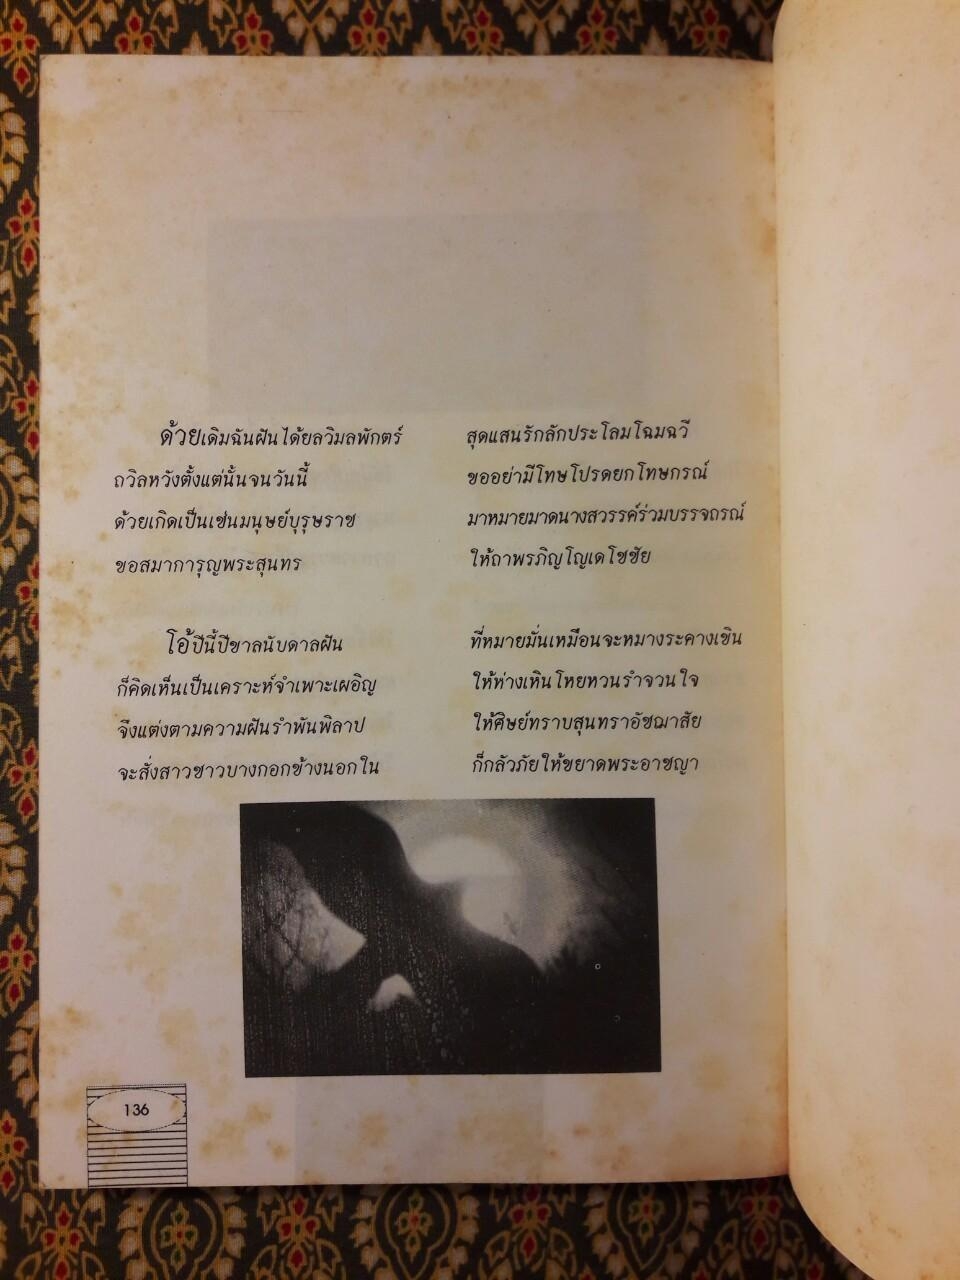 ด้วยเดิมฉันฝันได้ยลวิมลพักตร์ สุดแสนรักลักประโลมโฉมฉวี
ถวิลหวังตั้งแต่นั้นจนวันนี้ ขออย่ามีโทษโปรดยกโทษกรณ์
ด้วยเกิดเป็นเช่นมนุษย์บุรุษราช มาหมายมาดนางสวรรค์ร่วมบรรจถรณ์
ขอสมาการุญพระสุนทร ให้ถาพรภิญโญเดโชชัย
โอ้ปีนี้ปีขาลนับดาลฝัน ที่หมายมั่นเหมือนจะหมางระคางเขิน
ก็คิดเห็นเป็นเคราะห์จำเพาะเผอิญ ให้ห่างเหินโหยหวนรำจวนใจ
จึงแต่งตามความฝันรำพันพิลาป ให้ศิษย์ทราบสุนทราอัชฌาสัย
จะสั่งสาวชาวบางกอกข้างนอกใน ก็กลัวภัยให้ขยาดพระอาชญา
136